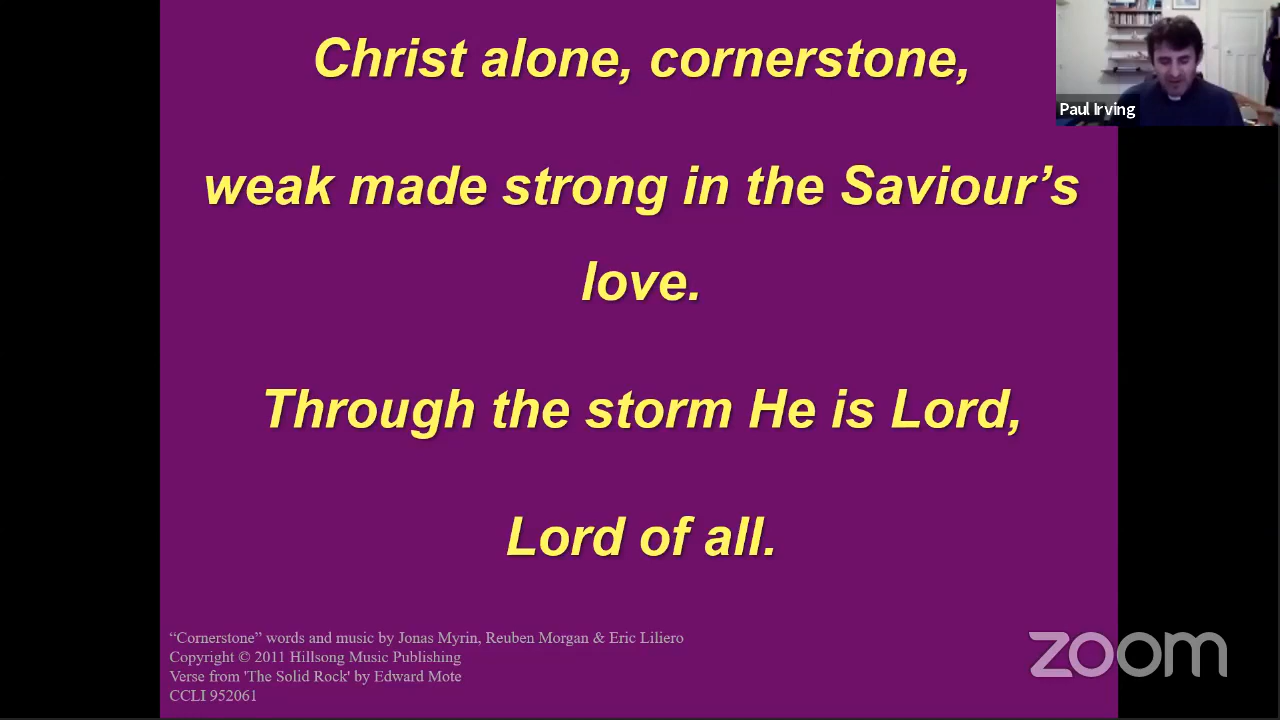 Christ alone, cornerstone,
weak made strong in the Saviour’s
love.
Through the storm He is Lord,
Lord of all.
“Cornerstone” words and music by Jonas Myrin, Reuben Morgan & Eric Liliero
Copyright © 2011 Hillsong Music Publishing
Verse from 'The Solid Rock' by Edward Mote
CCLI 952061
Paul Irving
zoom